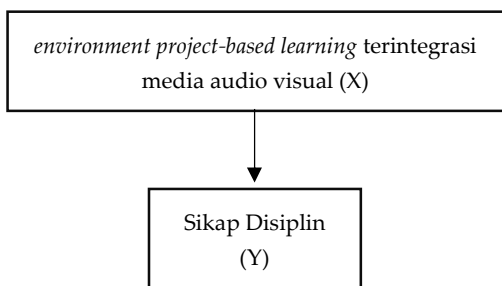 environment project-based learning terintegrasi
media audio visual (X)
Sikap Disiplin
(Y)